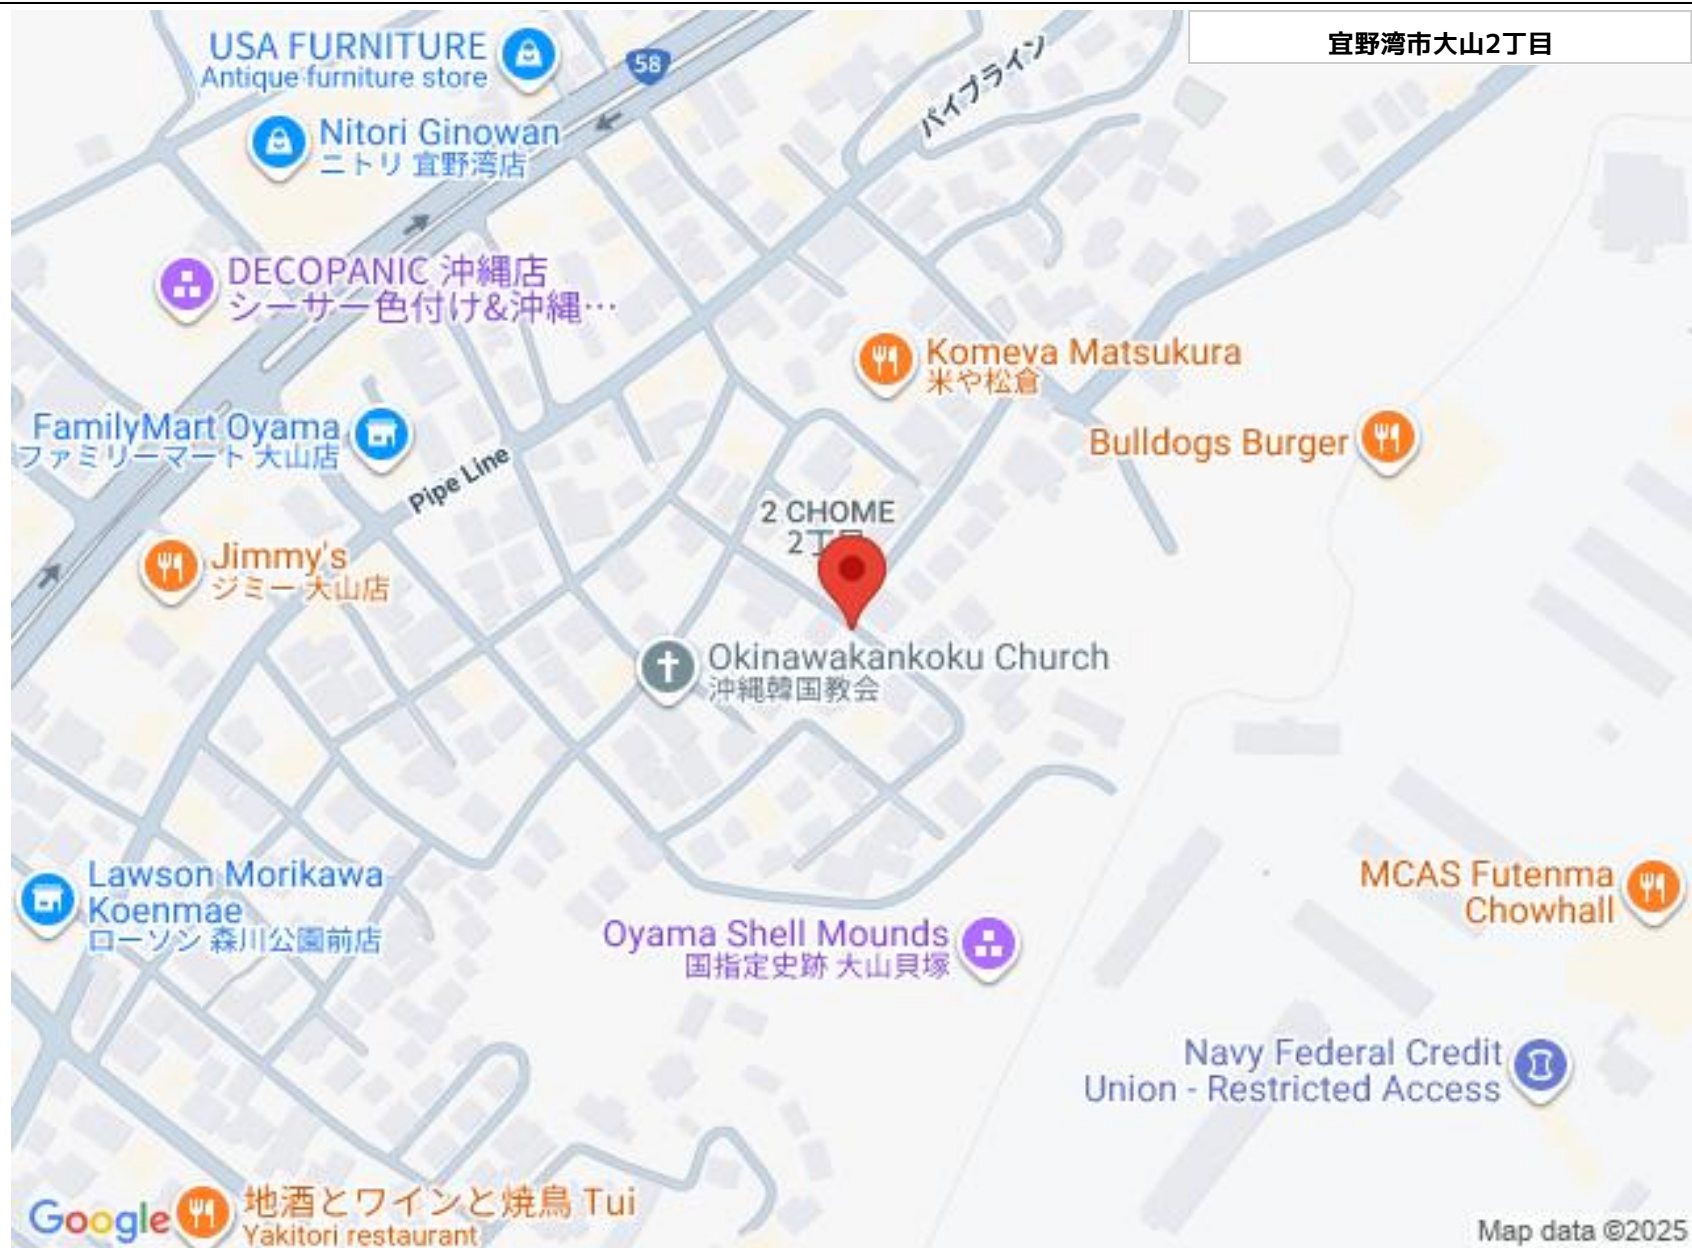 宜野湾市大山2丁目
USA FURNITURE
Antique furniture store
58
パイプライン
Nitori Ginowan
ニトリ 宜野湾店
DECOPANIC 沖縄店
シーサー色付け&沖縄…
Komeva Matsukura
米や松倉
FamilyMart Oyama
ファミリーマート 大山店
Bulldogs Burger
Pipe Line
2 CHOME
2丁目
Jimmy's
ジミー 大山店
Okinawakankoku Church
沖縄韓国教会
Lawson Morikawa
Koenmae
ローソン 森川公園前店
MCAS Futenma
Chowhall
Oyama Shell Mounds
国指定史跡 大山貝塚
Navy Federal Credit
Union - Restricted Access
地酒とワインと焼鳥 Tui
Yakitori restaurant
Google
Map data ©2025